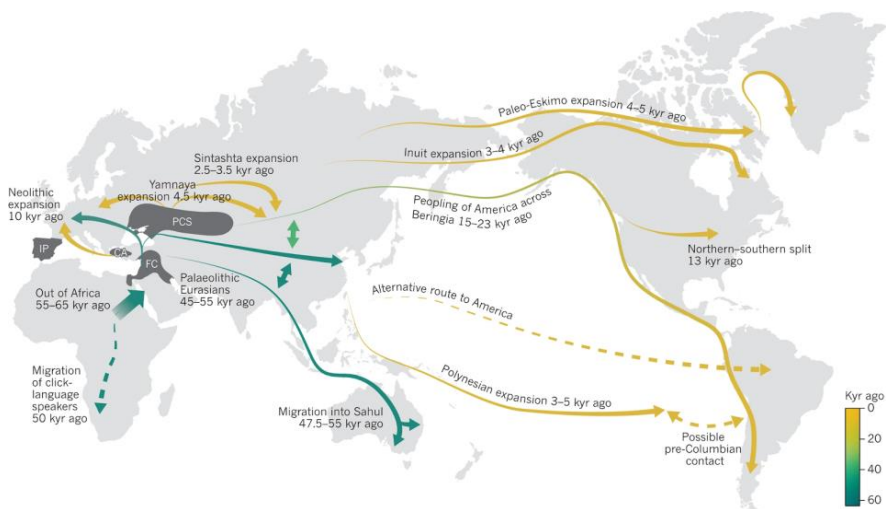 Paleo-Eskimo expansion 4–5 kyr ago
Inuit expansion 3–4 kyr ago
Sintashta expansion
2.5–3.5 kyr ago
Yamnaya
expansion 4.5 kyr ago
Neolithic
expansion
10 kyr ago
PCS
IP
CA
FC
Peopling of America across
Beringia 15–23 kyr ago
Northern–southern split
13 kyr ago
Palaeolithic
Eurasians
45–55 kyr ago
Out of Africa
55–65 kyr ago
Alternative route to America
Migration
of click-
language
speakers
50 kyr ago
Polynesian expansion 3–5 kyr ago
Migration into Sahul
47.5–55 kyr ago
Possible
pre-Columbian
contact
Kyr ago
0
20
40
60